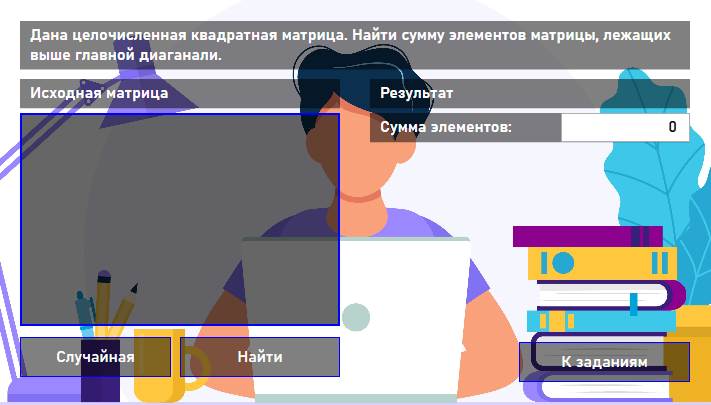 Дана целочисленная квадратная матрица. Найти сумму элементов матрицы, лежащих
выше главной диаганали.
Исходная матрица
Результат
Сумма элементов:
0
Случайная
Найти
К заданиям